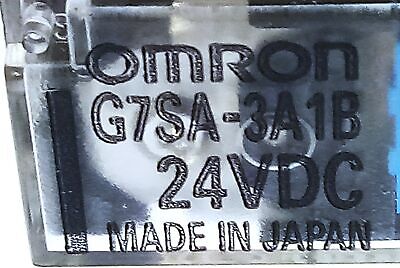 omron
G7SA-3A1B
24VDC
MADE IN JAPAN